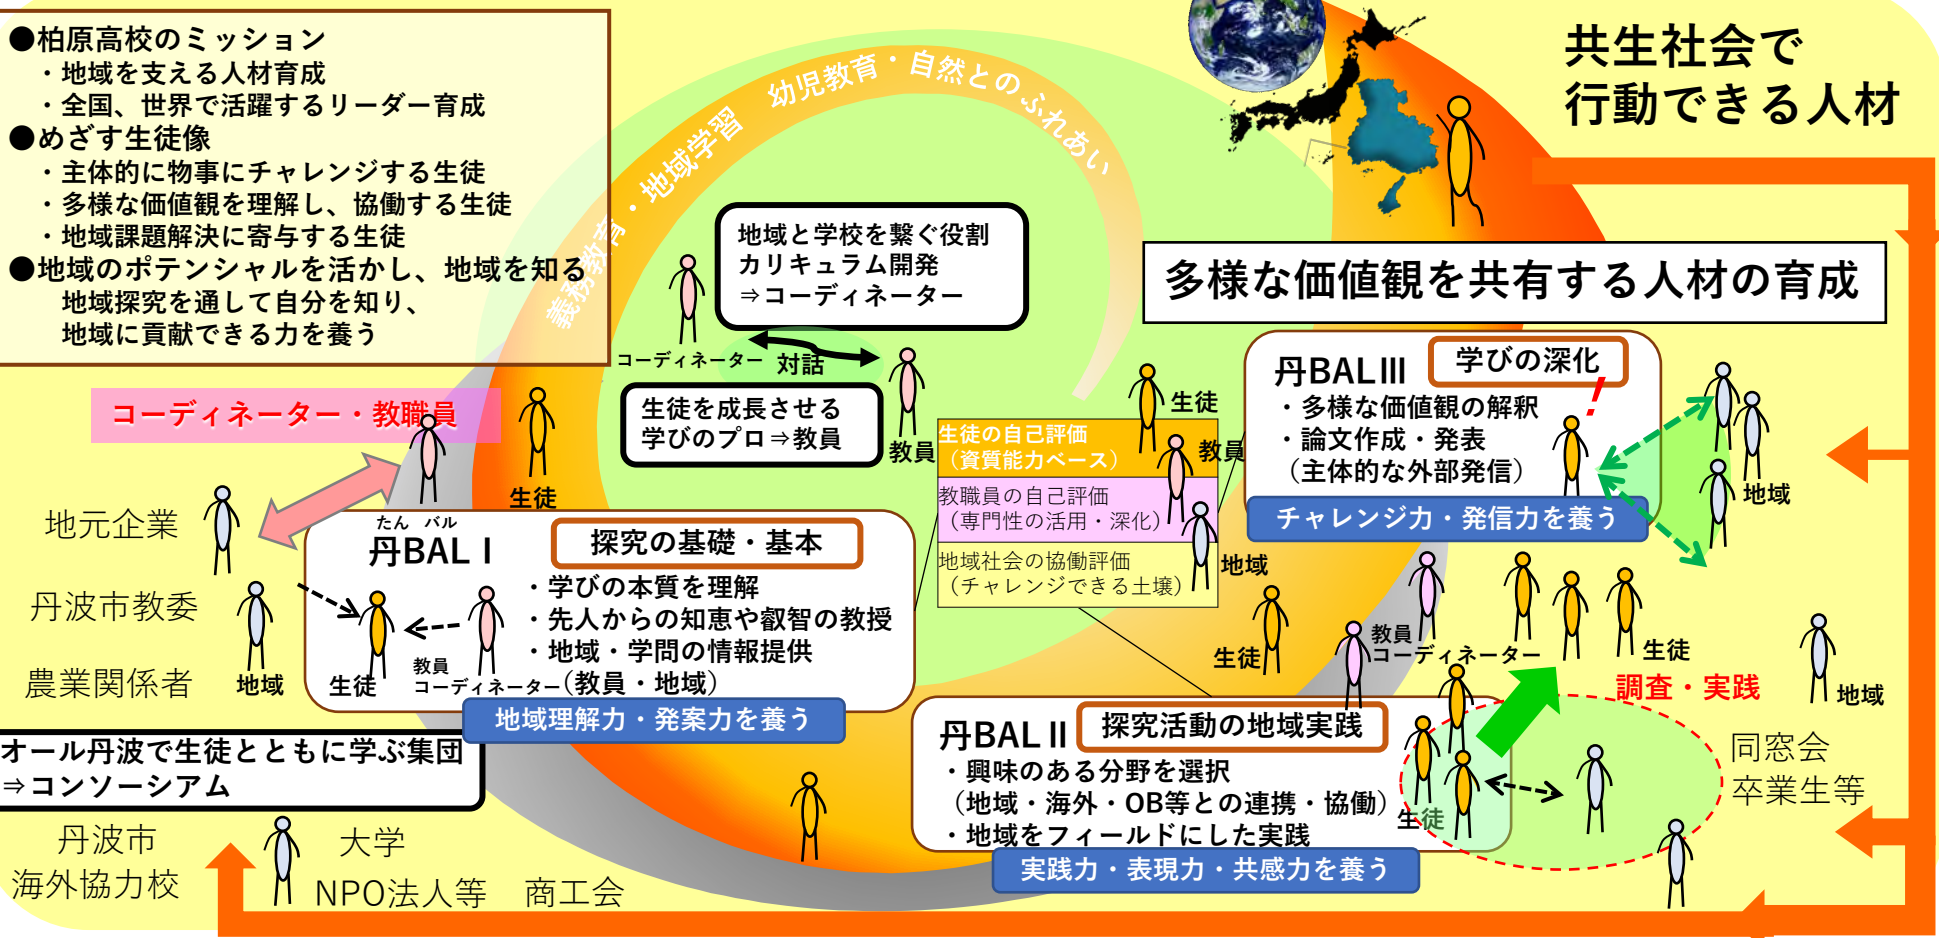 ●柏原高校のミッション
・地域を支える人材育成
・全国、世界で活躍するリーダー育成
●めざす生徒像
・主体的に物事にチャレンジする生徒
・多様な価値観を理解し、協働する生徒
・地域課題解決に寄与する生徒
●地域のポテンシャルを活かし、地域を知る
地域探究を通して自分を知り、
地域に貢献できる力を養う
義務教育・地域学習　幼児教育・自然とのふれあい
共生社会で
行動できる人材
地域と学校を繋ぐ役割
カリキュラム開発
⇒コーディネーター
コーディネーター
対話
生徒を成長させる
学びのプロ⇒教員
教員
多様な価値観を共有する人材の育成
コーディネーター・教職員
生徒
地元企業
丹波市教委
農業関係者
地域
たん バル
丹BALⅠ
探究の基礎・基本
・学びの本質を理解
・先人からの知恵や叡智の教授
・地域・学問の情報提供
（教員・地域）
生徒
教員
コーディネーター
地域理解力・発案力を養う
生徒の自己評価
（資質能力ベース）
教職員の自己評価
（専門性の活用・深化）
地域社会の協働評価
（チャレンジできる土壌）
生徒
教員
地域
丹BALⅢ
学びの深化
・多様な価値観の解釈
・論文作成・発表
（主体的な外部発信）
!
チャレンジ力・発信力を養う
地域
生徒
教員
コーディネーター
生徒
調査・実践
地域
丹BALⅡ
探究活動の地域実践
・興味のある分野を選択
（地域・海外・OB等との連携・協働）
・地域をフィールドにした実践
生徒
実践力・表現力・共感力を養う
同窓会
卒業生等
オール丹波で生徒とともに学ぶ集団
⇒コンソーシアム
丹波市
海外協力校
大学
NPO法人等
商工会